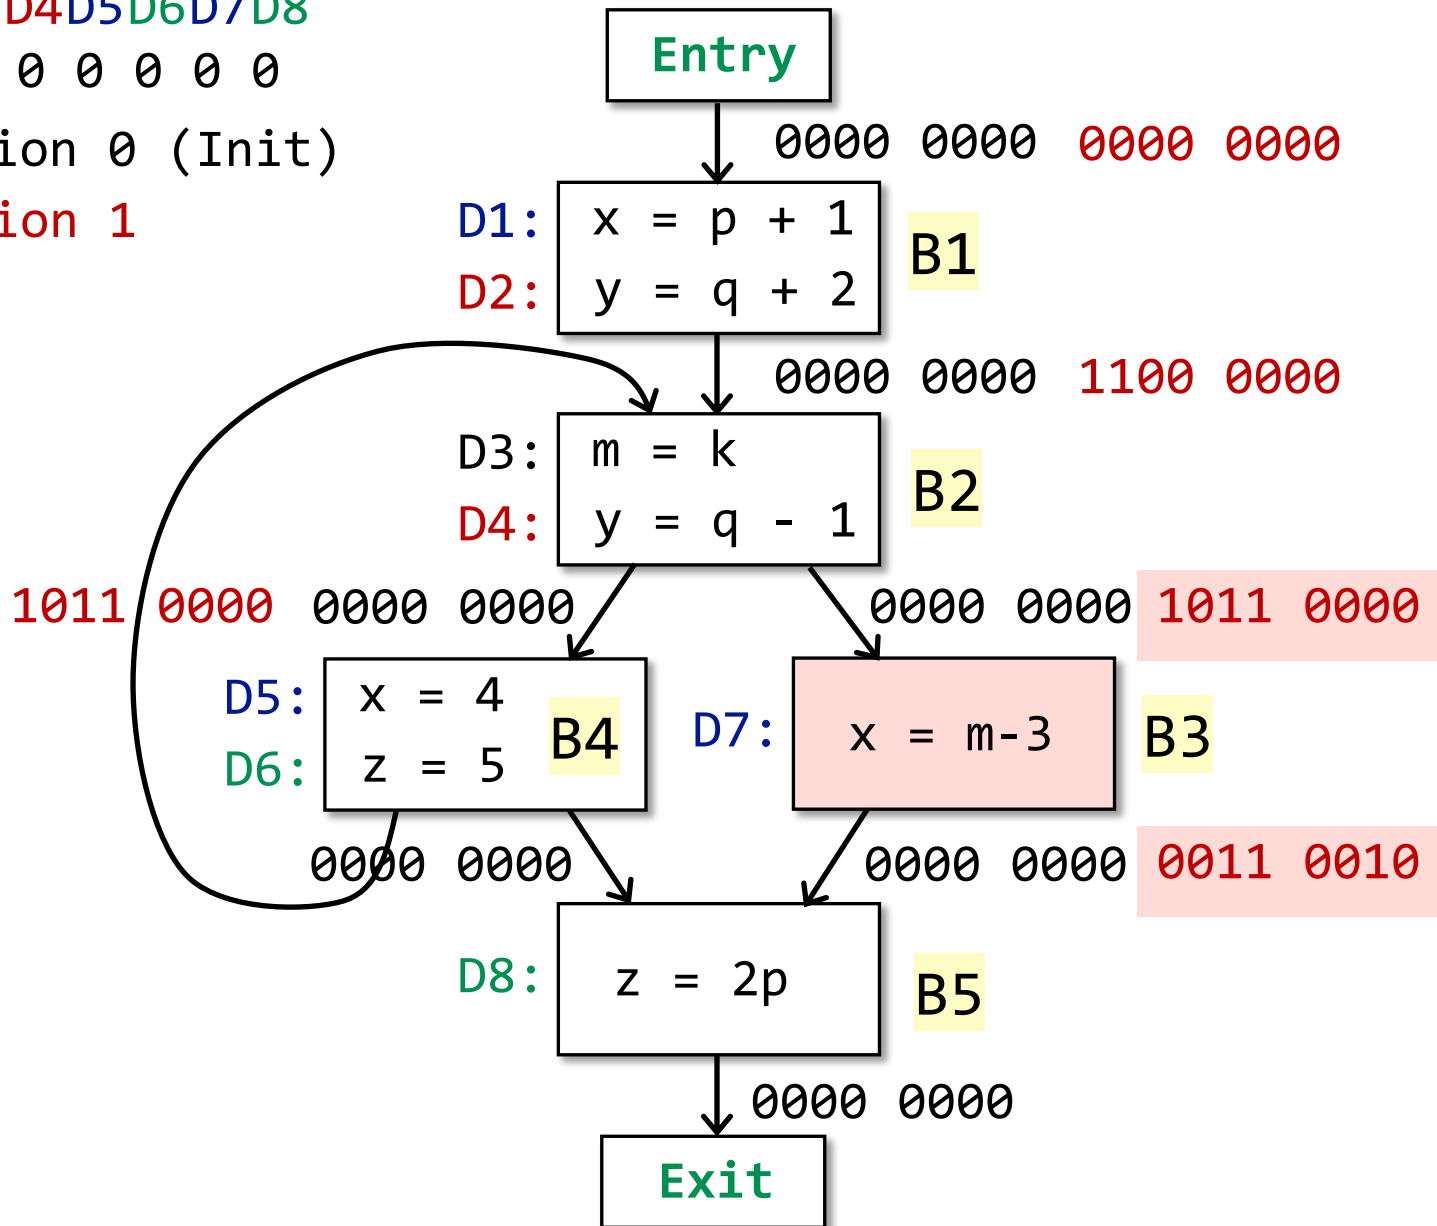 D4D5D6D7D8
0 0 0 0 0
ion 0 (Init)
ion 1
Entry
0000 0000 0000 0000
D1: x = p + 1
D2: y = q + 2
B1
0000 0000 1100 0000
D3: m = k
D4: y = q - 1
B2
1011 0000 0000 0000
0000 0000 1011 0000
D5: x = 4
D6: z = 5
B4
D7: x = m-3
B3
0000 0000
0000 0000 0011 0010
D8: z = 2p
B5
0000 0000
Exit